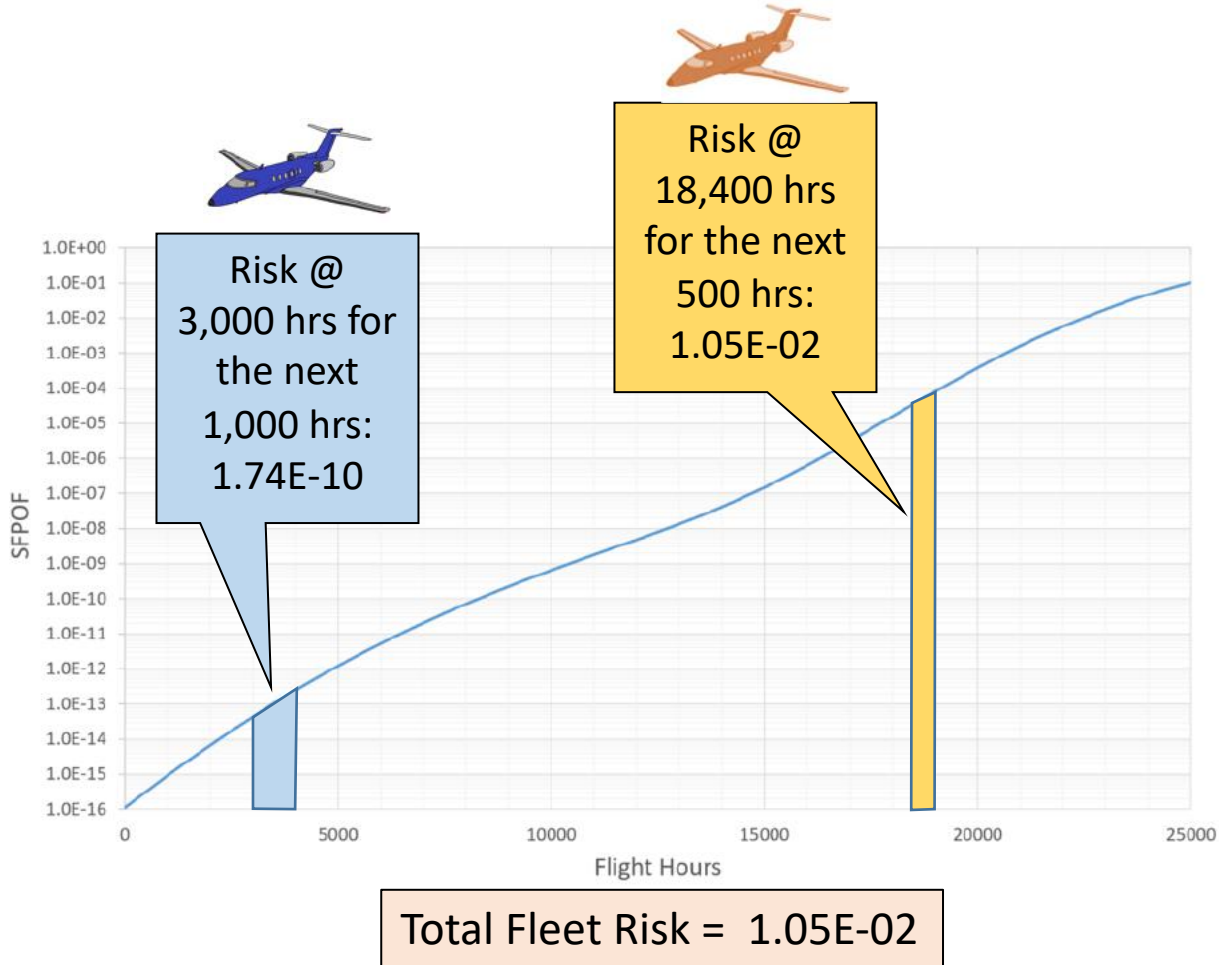 Risk @
18,400 hrs
for the next
500 hrs:
1.05E-02
Risk @
3,000 hrs for
the next
1,000 hrs:
1.74E-10
1.0E+00
1.0E-01
1.0E-02
1.0E-03
1.0E-04
1.0E-05
1.0E-06
1.0E-07
1.0E-08
1.0E-09
1.0E-10
1.0E-11
1.0E-12
1.0E-13
1.0E-14
1.0E-15
1.0E-16
SFPOF
0 5000 10000 15000 20000 25000
Flight Hours
Total Fleet Risk = 1.05E-02